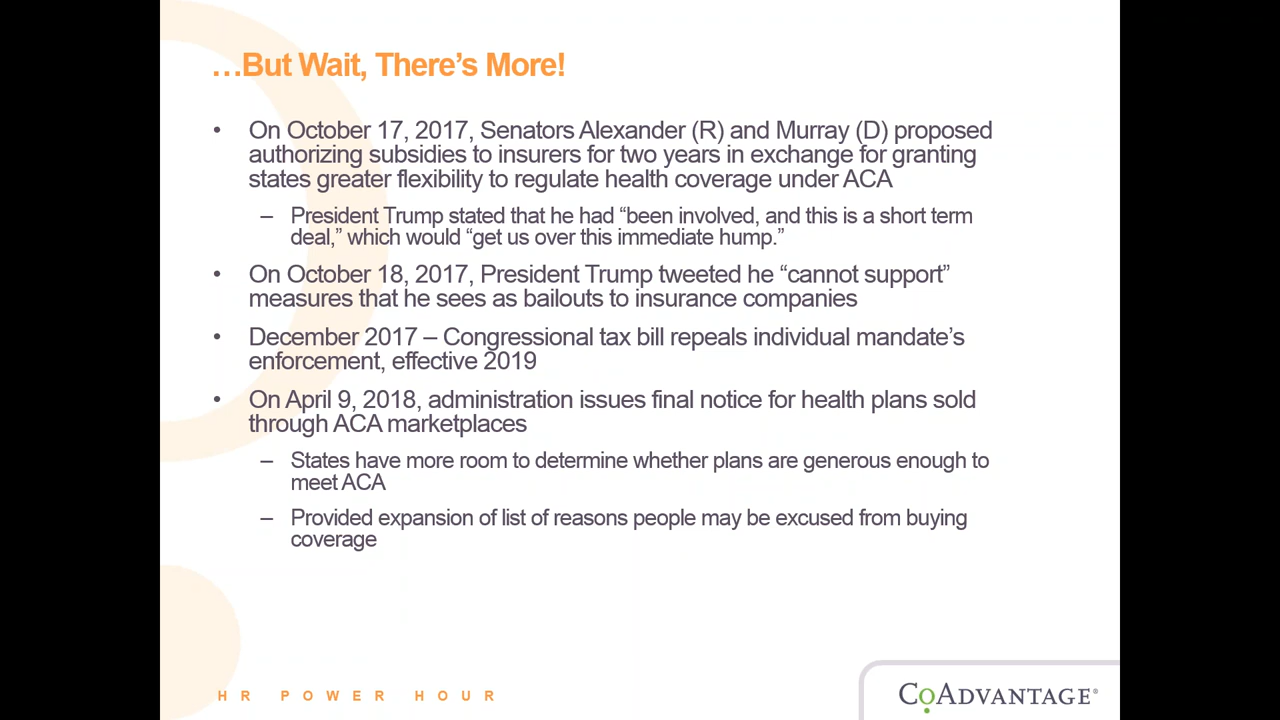 …But Wait, There’s More!
• On October 17, 2017, Senators Alexander (R) and Murray (D) proposed
authorizing subsidies to insurers for two years in exchange for granting
states greater flexibility to regulate health coverage under ACA
– President Trump stated that he had “been involved, and this is a short term
deal,” which would “get us over this immediate hump.”
• On October 18, 2017, President Trump tweeted he “cannot support”
measures that he sees as bailouts to insurance companies
• December 2017 – Congressional tax bill repeals individual mandate’s
enforcement, effective 2019
• On April 9, 2018, administration issues final notice for health plans sold
through ACA marketplaces
– States have more room to determine whether plans are generous enough to
meet ACA
– Provided expansion of list of reasons people may be excused from buying
coverage
HR POWER HOUR
CoAdvantage®